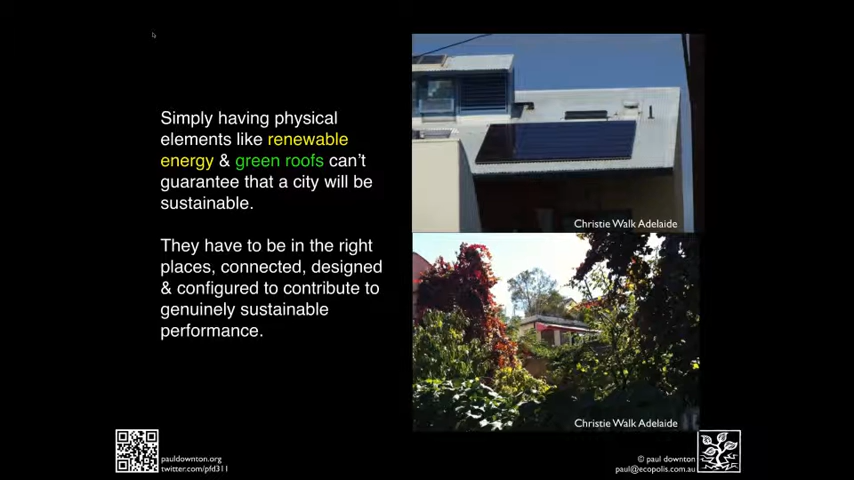 Simply having physical
elements like renewable
energy & green roofs can't
guarantee that a city will be
sustainable.
They have to be in the right
places, connected, designed
& configured to contribute to
genuinely sustainable
performance.
Christie Walk Adelaide
Christie Walk Adelaide
pauldownton.org
twitter.com/pfd311
© paul downton
paul@ecopolis.com.au